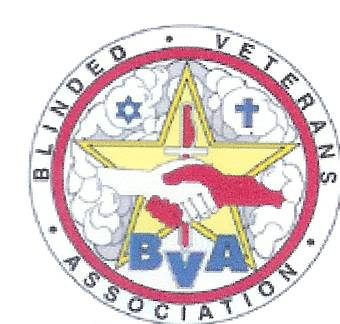 BLINDED • VETERANS
• ASSOCIATION •
BVA